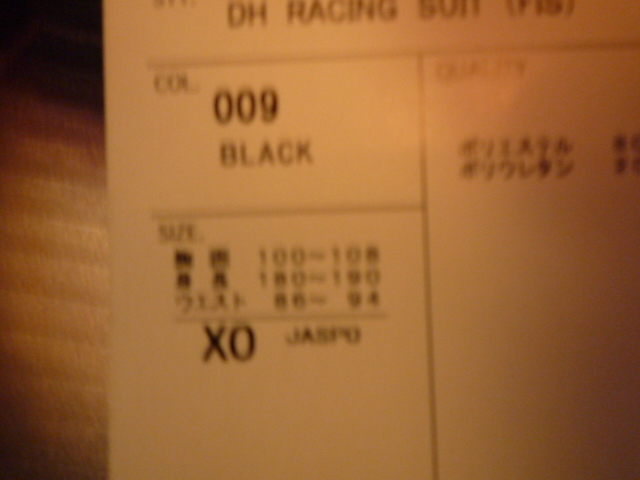 DH RACING SUIT (FIS)
COL.
009
BLACK
QUALITY
ポリエステル
ポリウレタン
SIZE.
胸囲 100~108
身長 180~190
ウエスト 86~ 94
XO JASPO